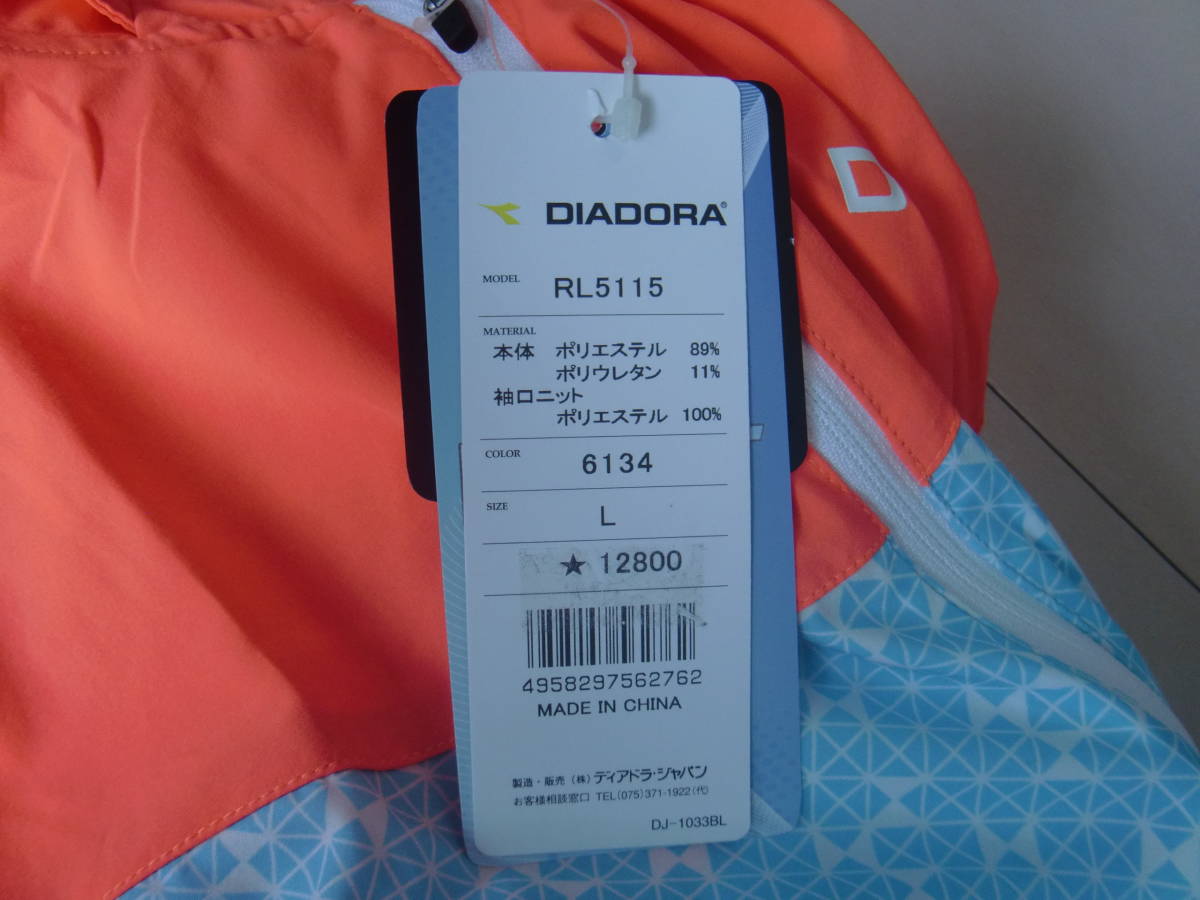 DIADORA®
MODEL RL5115
MATERIAL
本体 ポリエステル 89%
ポリウレタン 11%
袖口ニット
ポリエステル 100%
COLOR 6134
SIZE L
★ 12800
4958297562762
MADE IN CHINA
製造・販売 (株) ディアドラ・ジャパン
お客様相談窓口 TEL(075)371-1922(代)
DJ-1033BL
D